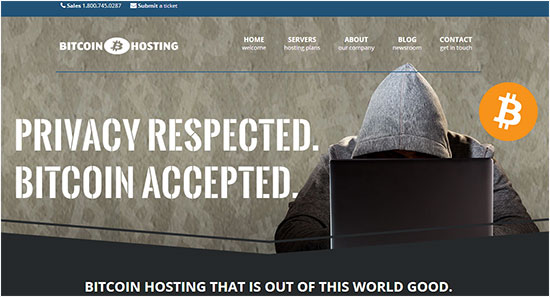 Sales 1.800.745.0287 Submit a ticket
BITCOIN HOSTING
HOME SERVERS ABOUT BLOG CONTACT
welcome hosting plans our company newsroom get in touch
PRIVACY RESPECTED.
BITCOIN ACCEPTED.
BITCOIN HOSTING THAT IS OUT OF THIS WORLD GOOD.